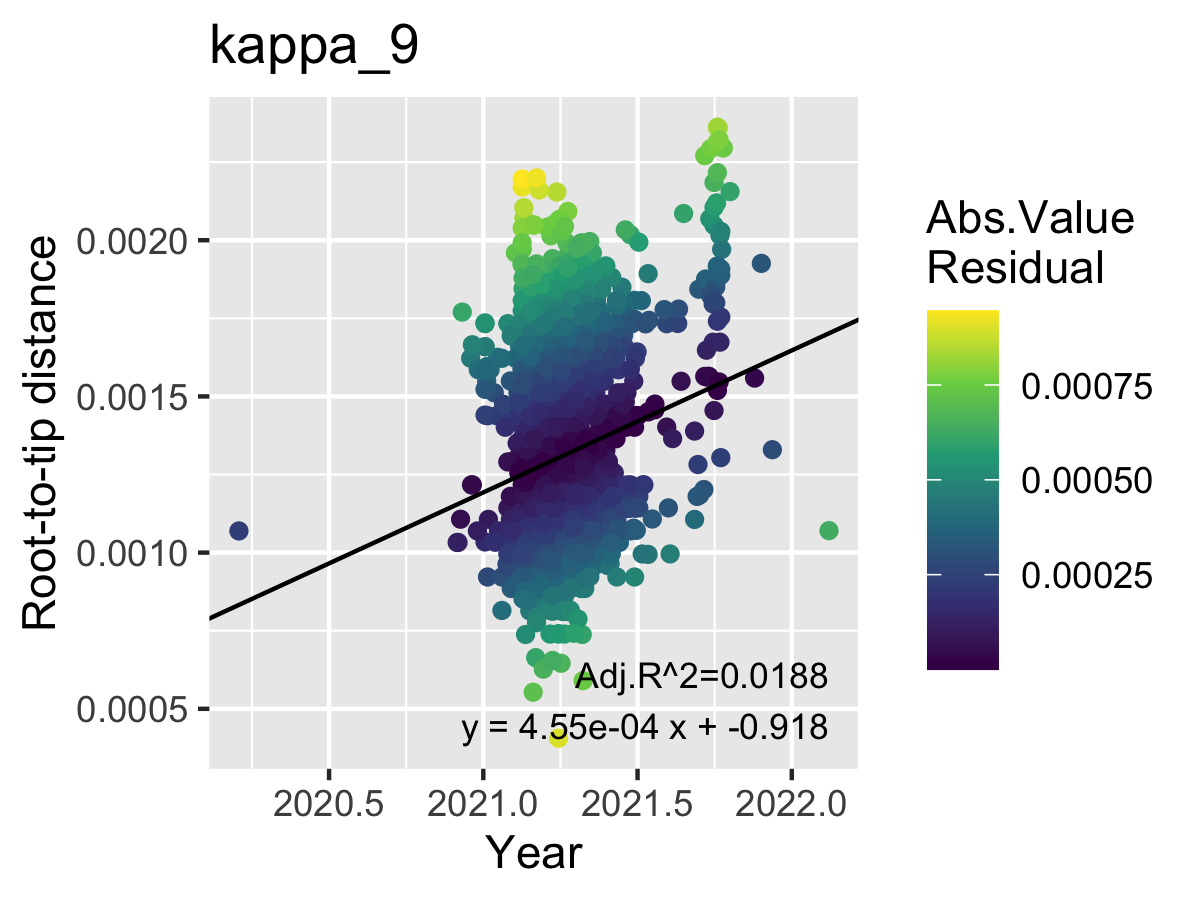 kappa_9
Root-to-tip distance
0.0020
0.0015
0.0010
0.0005
Adj.R^2=0.0188
y = 4.55e-04 x + -0.918
2020.5
2021.0
2021.5
2022.0
Year
Abs.Value
Residual
0.00075
0.00050
0.00025